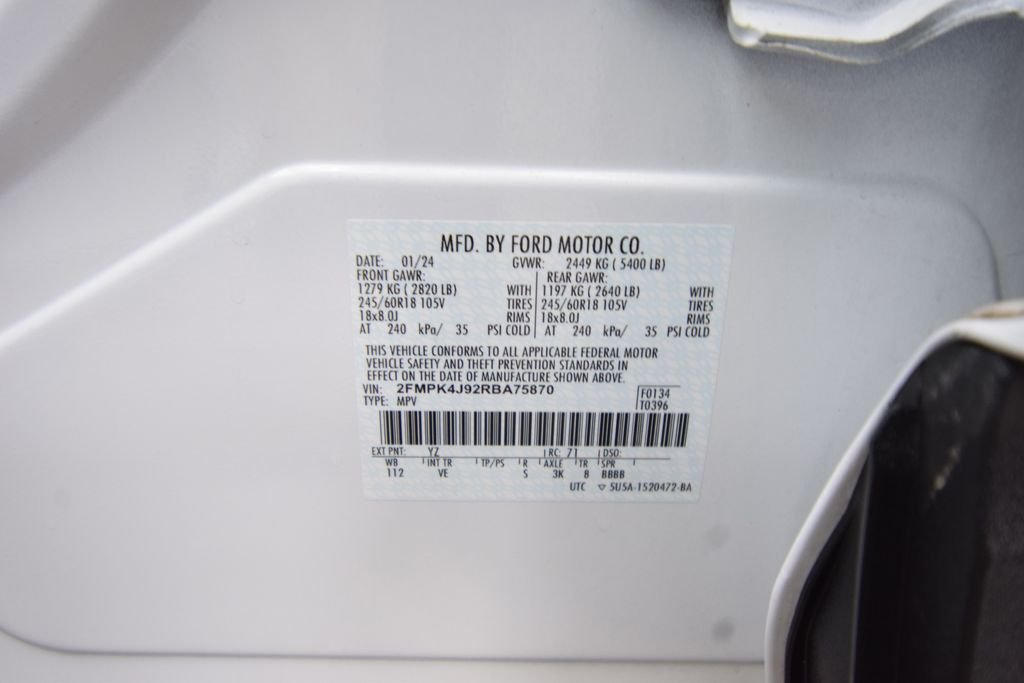 MFD. BY FORD MOTOR CO.
DATE: 01/24 GVWR: 2449 KG ( 5400 LB)
FRONT GAWR: REAR GAWR:
1279 KG ( 2820 LB) WITH 1197 KG ( 2640 LB) WITH
245/60R18 105V TIRES 245/60R18 105V TIRES
18x8.0J RIMS 18x8.0J RIMS
AT 240 kPa/ 35 PSI COLD AT 240 kPa/ 35 PSI COLD
THIS VEHICLE CONFORMS TO ALL APPLICABLE FEDERAL MOTOR
VEHICLE SAFETY AND THEFT PREVENTION STANDARDS IN
EFFECT ON THE DATE OF MANUFACTURE SHOWN ABOVE.
VIN: 2FMPK4J92RBA75870 F0134
TYPE: MPV T0396
EXT PNT: YZ RC: 71 DSO:
WB INT TR TP/PS R AXLE TR SPR
112 VE S 3K 8 BBBB
UTC ▽ 5U5A-1520472-BA